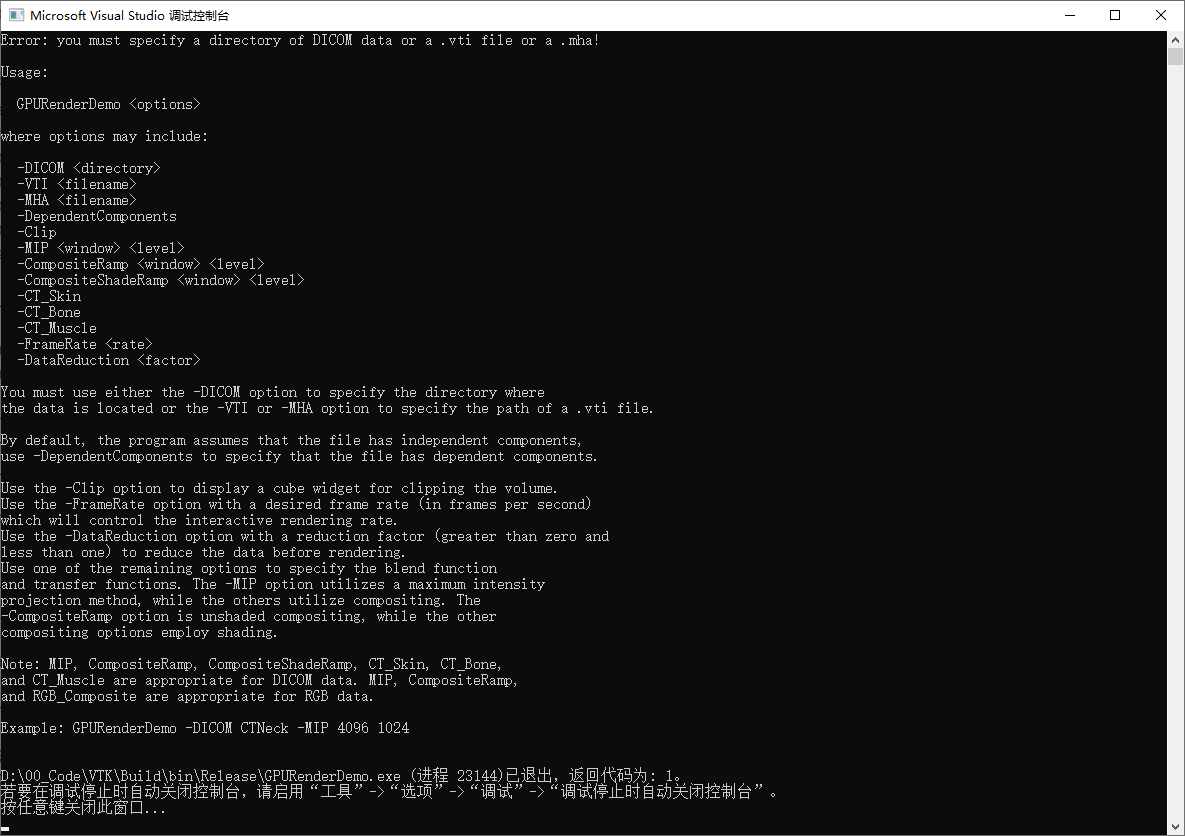 Microsoft Visual Studio 调试控制台
Error: you must specify a directory of DICOM data or a .vti file or a .mha!
Usage:
GPURenderDemo <options>
where options may include:
-DICOM <directory>
-VTI <filename>
-MHA <filename>
-DependentComponents
-Clip
-MIP <window> <level>
-CompositeRamp <window> <level>
-CompositeShadeRamp <window> <level>
-CT_Skin
-CT_Bone
-CT_Muscle
-FrameRate <rate>
-DataReduction <factor>
You must use either the -DICOM option to specify the directory where
the data is located or the -VTI or -MHA option to specify the path of a .vti file.
By default, the program assumes that the file has independent components,
use -DependentComponents to specify that the file has dependent components.
Use the -Clip option to display a cube widget for clipping the volume.
Use the -FrameRate option with a desired frame rate (in frames per second)
which will control the interactive rendering rate.
Use the -DataReduction option with a reduction factor (greater than zero and
less than one) to reduce the data before rendering.
Use one of the remaining options to specify the blend function
and transfer functions. The -MIP option utilizes a maximum intensity
projection method, while the others utilize compositing. The
-CompositeRamp option is unshaded compositing, while the other
compositing options employ shading.
Note: MIP, CompositeRamp, CompositeShadeRamp, CT_Skin, CT_Bone,
and CT_Muscle are appropriate for DICOM data. MIP, CompositeRamp,
and RGB_Composite are appropriate for RGB data.
Example: GPURenderDemo -DICOM CTNeck -MIP 4096 1024
D:\00_Code\VTK\Build\bin\Release\GPURenderDemo.exe (进程 23144)已退出，返回代码为: 1。
若要在调试停止时自动关闭控制台，请启用“工具”->“选项”->“调试”->“调试停止时自动关闭控制台”。
按任意键关闭此窗口...